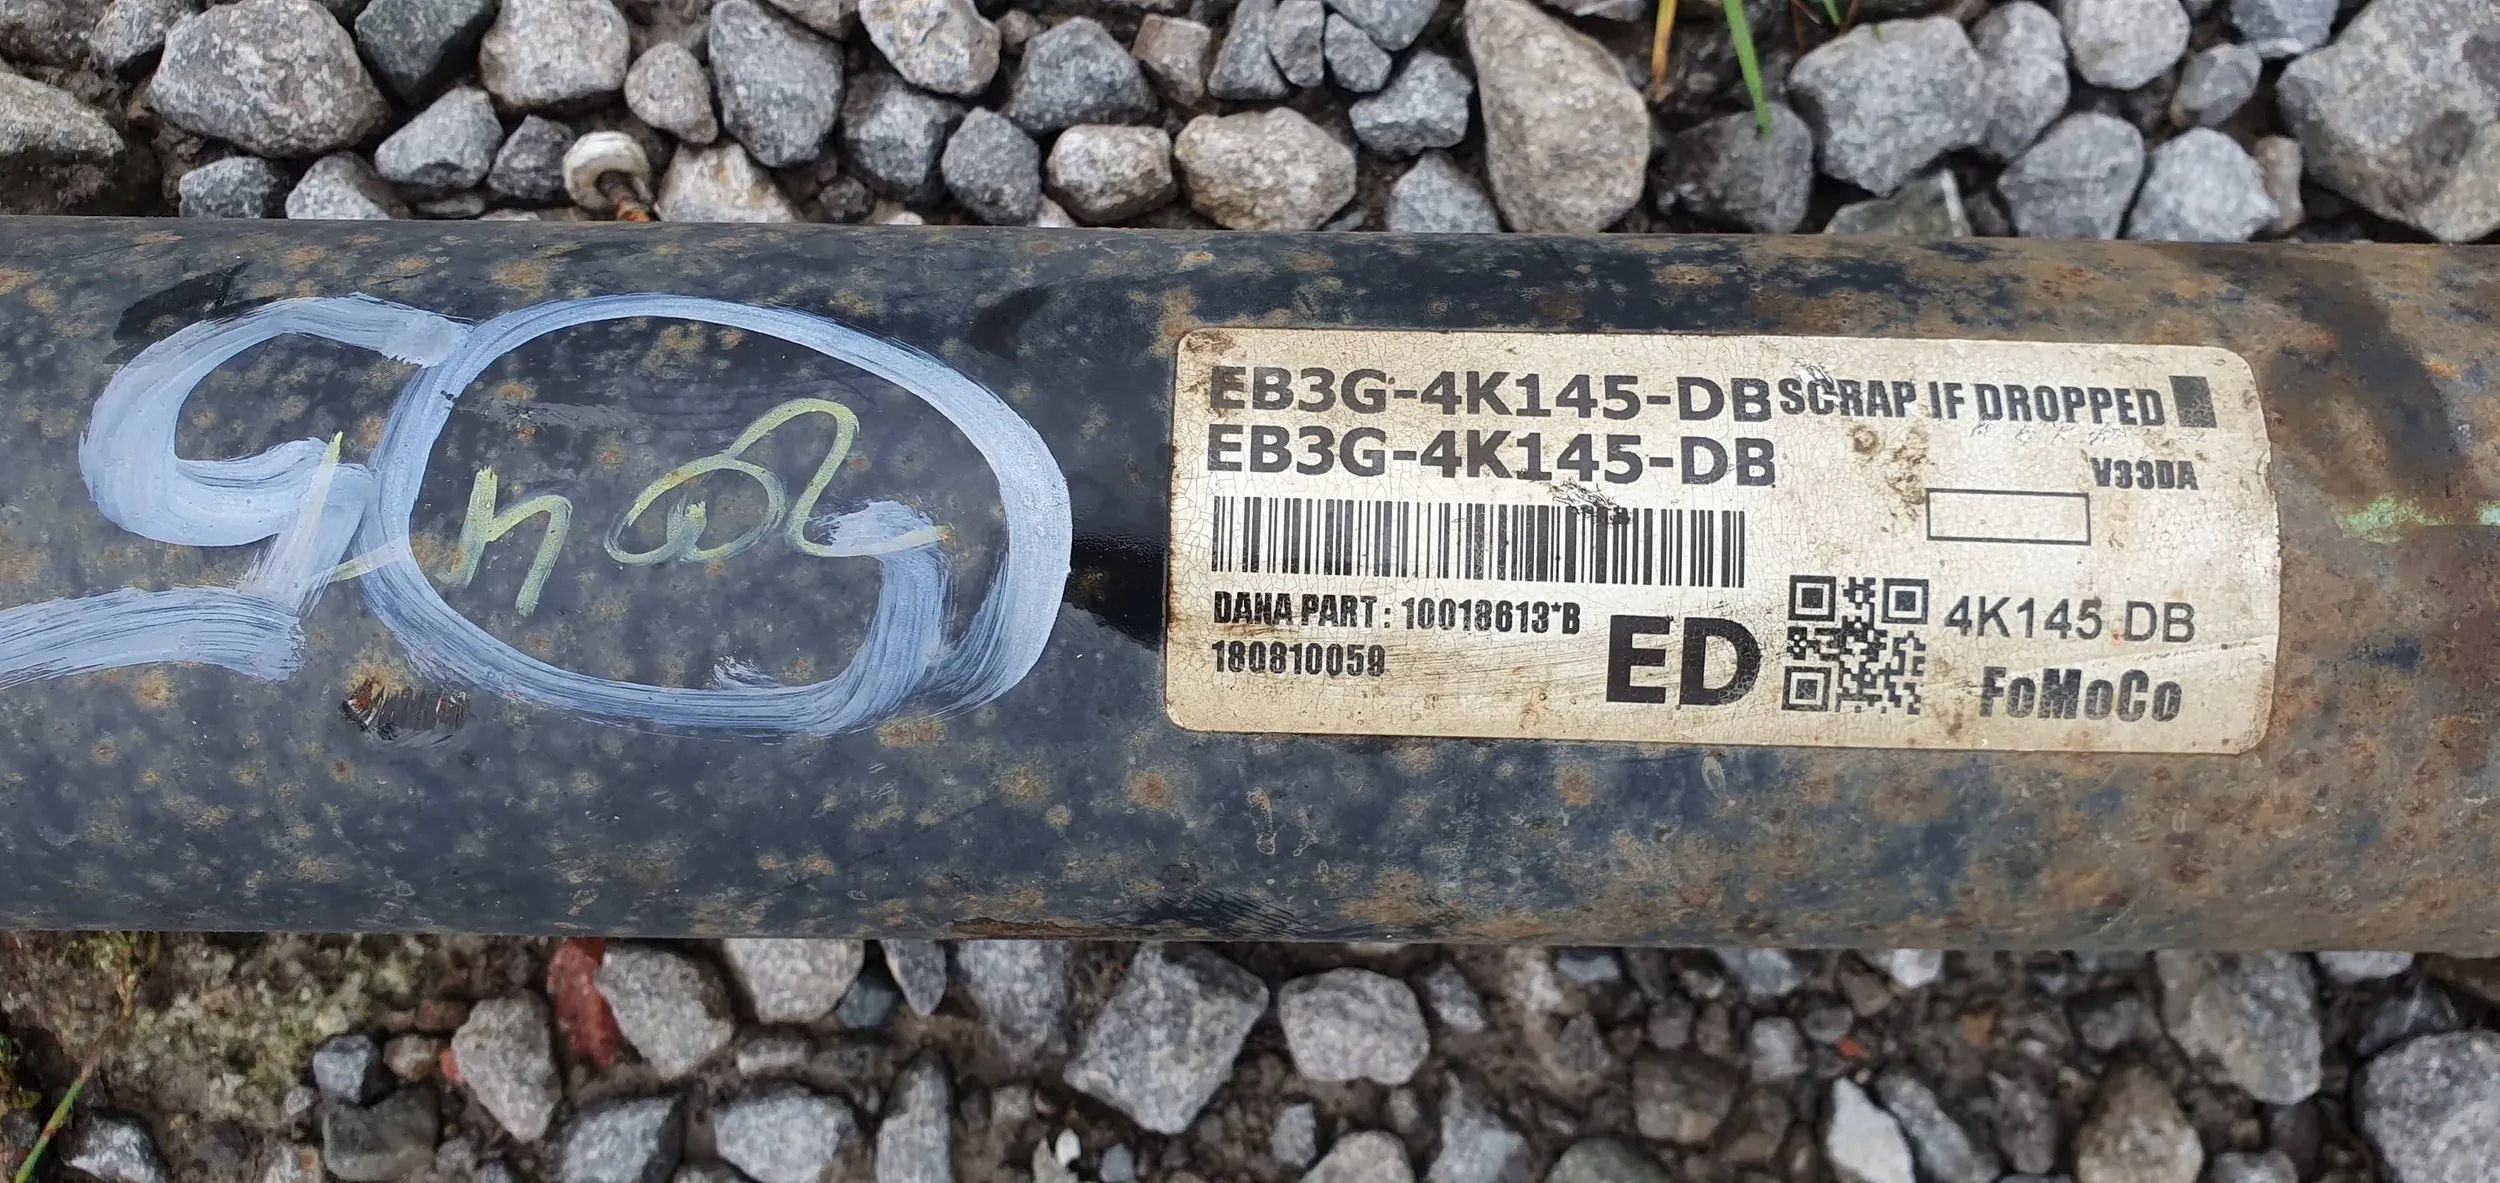 EB3G-4K145-DB SCRAP IF DROPPED
EB3G-4K145-DB
V33DA
DANA PART: 10018613*B
180810059
ED
4K145 DB
FoMoCo